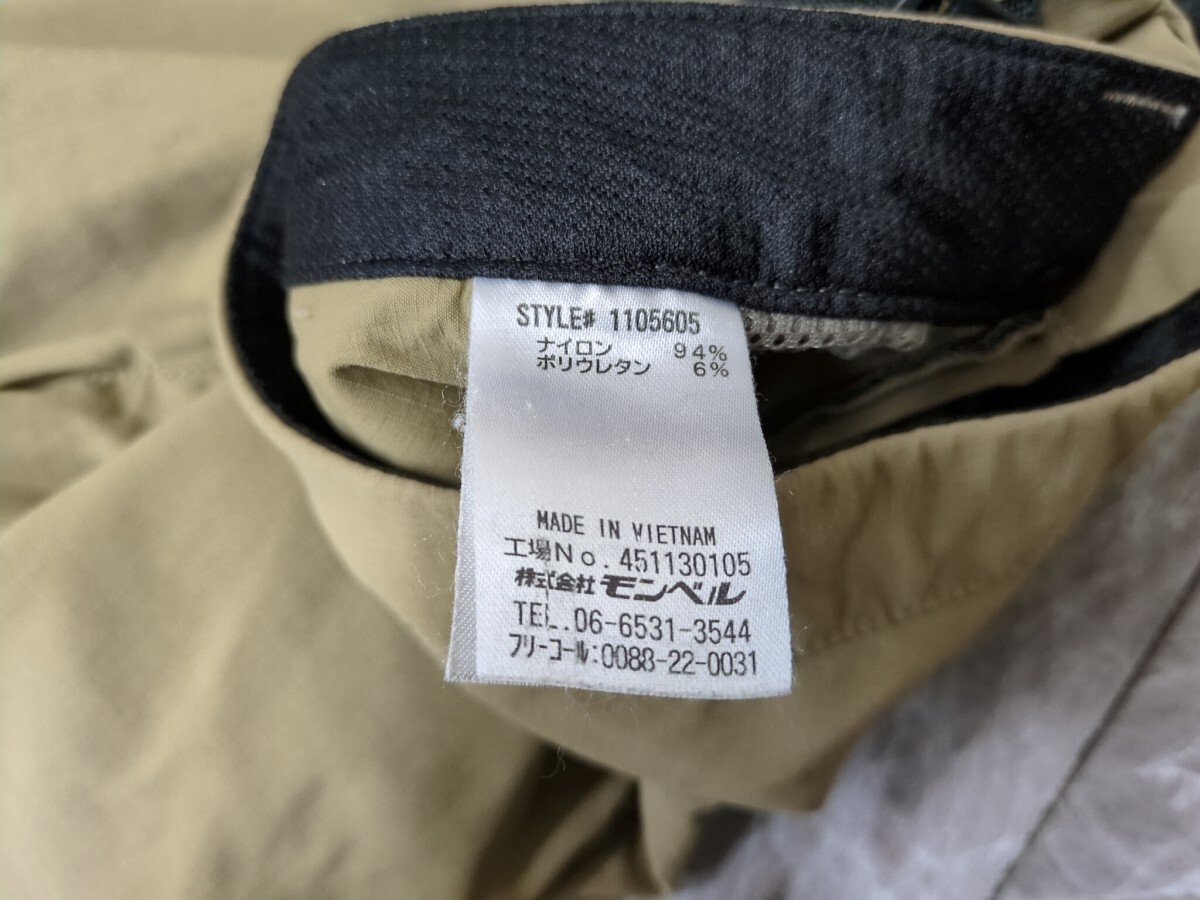 STYLE# 1105605
ナイロン 94%
ポリウレタン 6%
MADE IN VIETNAM
工場No.451130105
株式会社モンベル
TEL.06-6531-3544
フリーコール:0088-22-0031